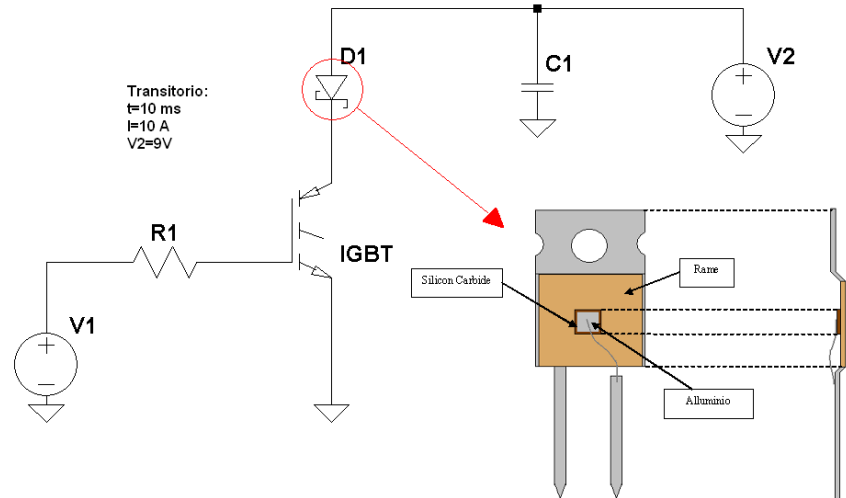 D1
C1
V2
Transitorio:
t=10 ms
I=10 A
V2=9V
R1
IGBT
V1
Silicon Carbide
Rame
Alluminio